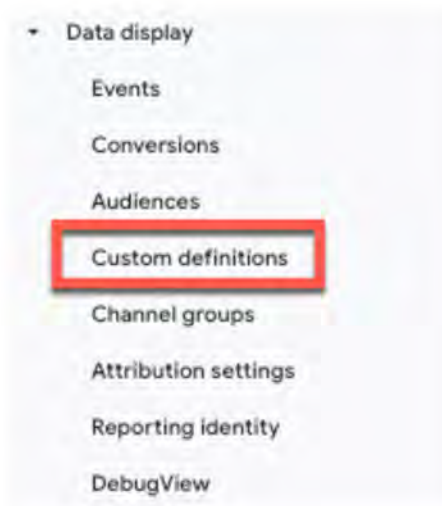 Data display
Events
Conversions
Audiences
Custom definitions
Channel groups
Attribution settings
Reporting identity
DebugView